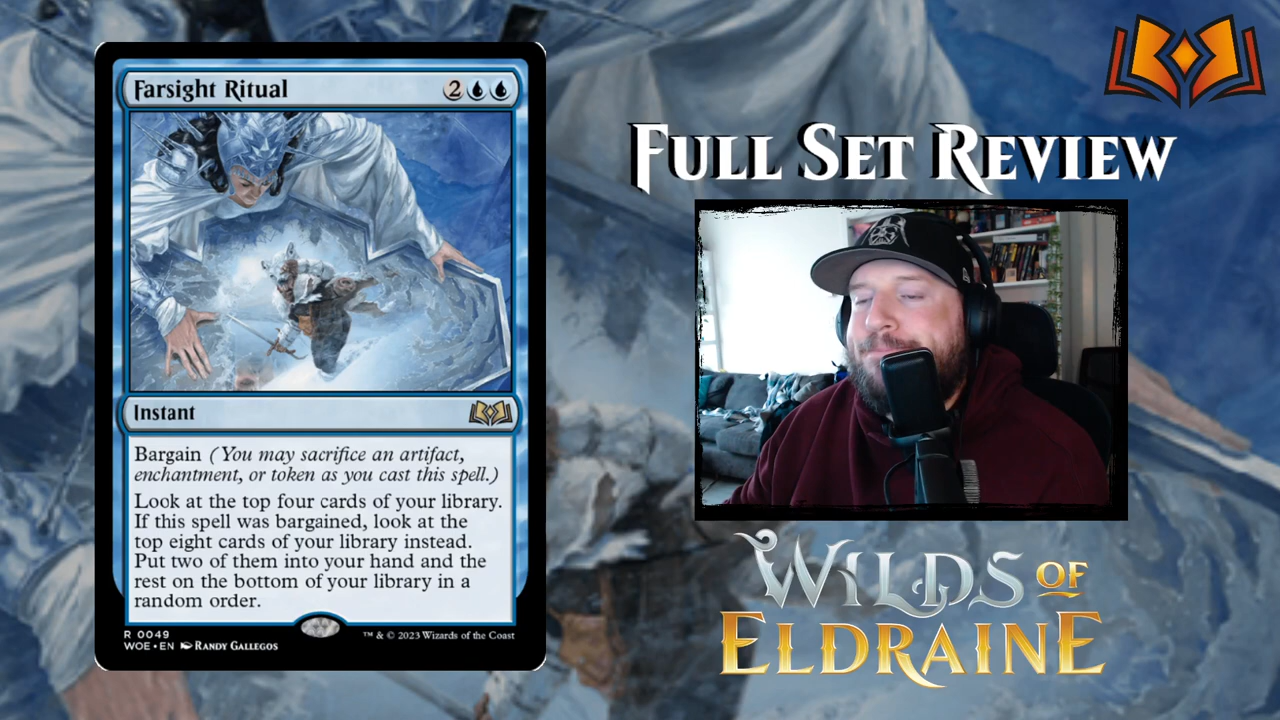 Farsight Ritual
2
Instant
Bargain (You may sacrifice an artifact,
enchantment, or token as you cast this spell.)
Look at the top four cards of your library.
If this spell was bargained, look at the
top eight cards of your library instead.
Put two of them into your hand and the
rest on the bottom of your library in a
random order.
R 0049
WOE • EN RANDY GALLEGOS
™ & © 2023 Wizards of the Coast
FULL SET REVIEW
WILDS OF
ELDRAINE